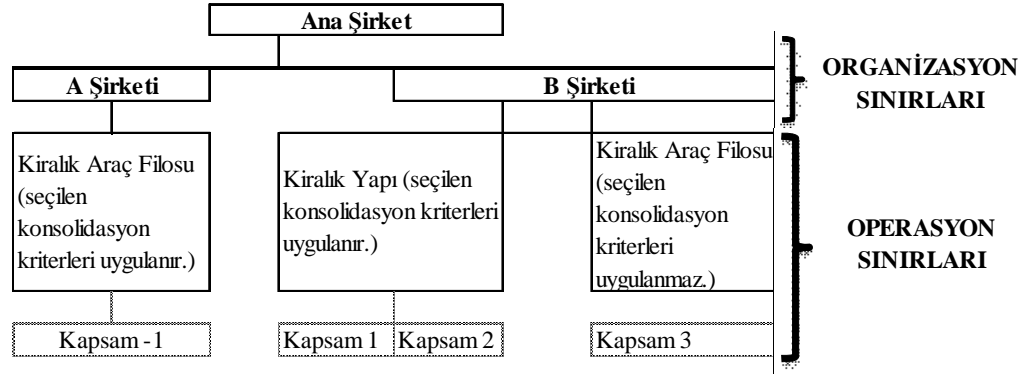 Ana Şirket
A Şirketi
B Şirketi
ORGANİZASYON
SINIRLARI
Kiralık Araç Filosu
(seçilen
konsolidasyon
kriterleri uygulanır.)
Kiralık Yapı (seçilen
konsolidasyon kriterleri
uygulanır.)
Kiralık Araç Filosu
(seçilen
konsolidasyon
kriterleri
uygulanmaz.)
OPERASYON
SINIRLARI
Kapsam -1
Kapsam 1
Kapsam 2
Kapsam 3